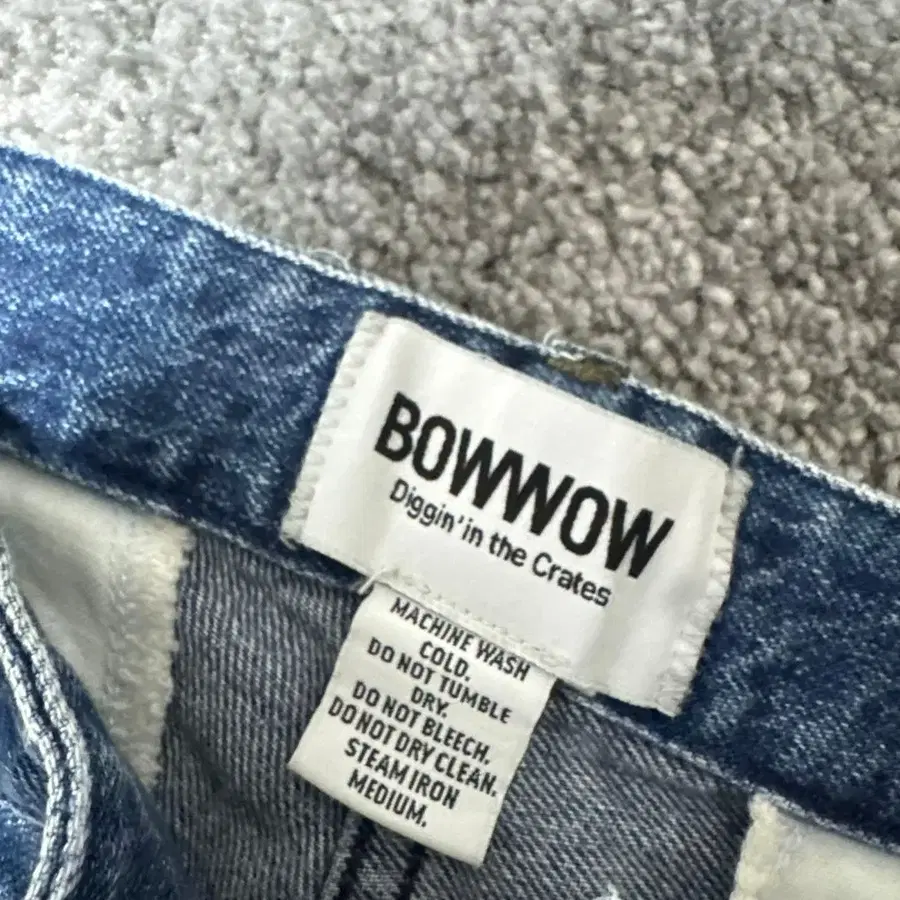 BOWWOW
Diggin' in the Crates
MACHINE WASH
COLD.
DO NOT TUMBLE
DRY.
DO NOT BLEECH.
DO NOT DRY CLEAN.
STEAM IRON
MEDIUM.